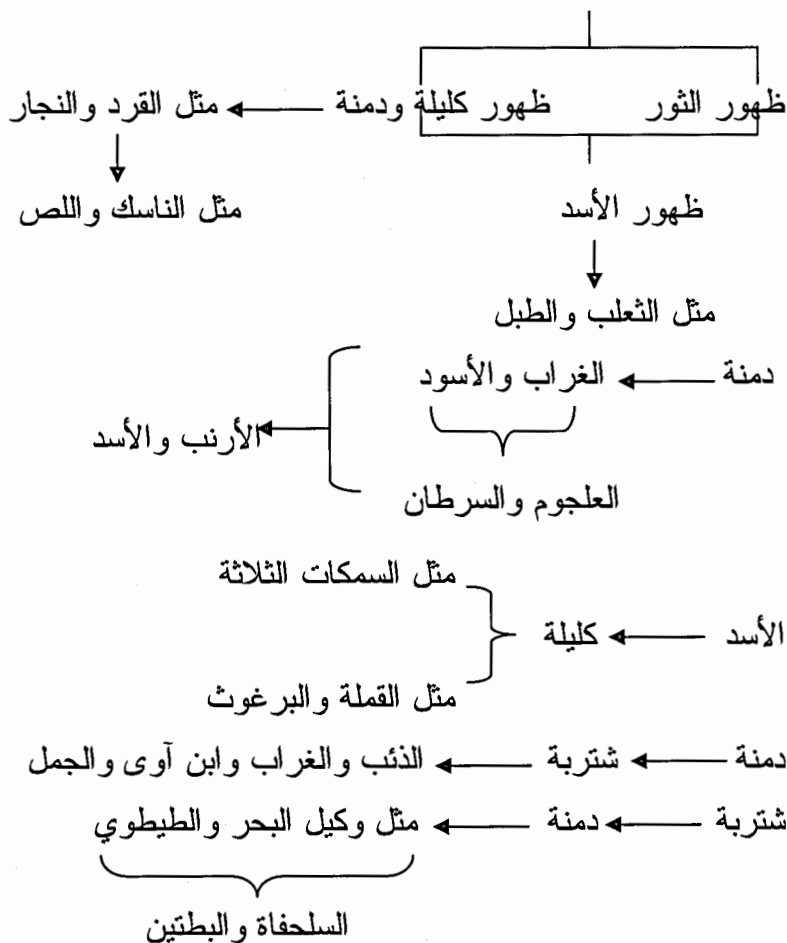 ظهور الثور ظهور كليلة ودمنة مثل القرد والنجار
ظهور الأسد مثل الناسك واللص
مثل الثعلب والطبل
دمنة الغراب والأسود
الأرنب والأسد
العلجوم والسرطان
مثل السمكات الثلاثة
الأسد كليلة
مثل القملة والبرغوث
دمنة شتربة الذئب والغراب وابن آوى والجمل
شتربة دمنة مثل وكيل البحر والطيطوي
السلحفاة والبطتين